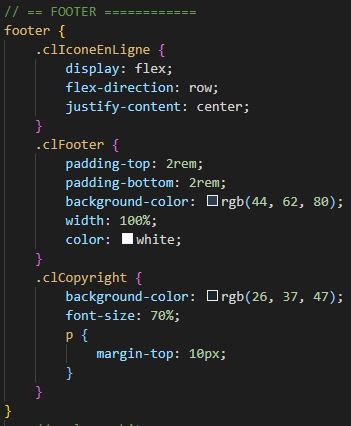 // == FOOTER ============
footer {
.clIconeEnLigne {
display: flex;
flex-direction: row;
justify-content: center;
}
.clFooter {
padding-top: 2rem;
padding-bottom: 2rem;
background-color: rgb(44, 62, 80);
width: 100%;
color: white;
}
.clCopyright {
background-color: rgb(26, 37, 47);
font-size: 70%;
p {
margin-top: 10px;
}
}
}